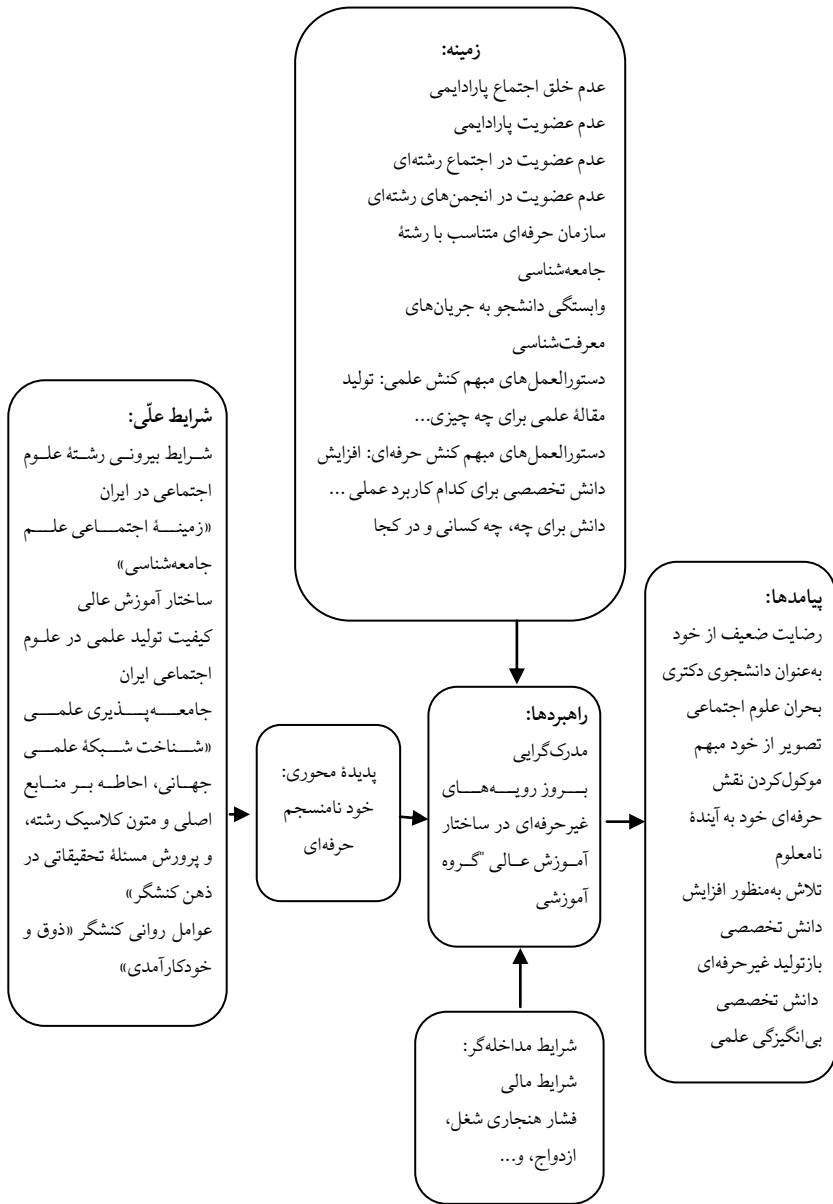 زمینه:
عدم خلق اجتماع پارادایمی
عدم عضویت پارادایمی
عدم عضویت در اجتماع رشته‌ای
عدم عضویت در انجمن‌های رشته‌ای
سازمان حرفه‌ای متناسب با رشتهٔ
جامعه‌شناسی
وابستگی دانشجو به جریان‌های
معرفت‌شناسی
دستورالعمل‌های مبهم کنش علمی: تولید
مقالهٔ علمی برای چه چیزی...
دستورالعمل‌های مبهم کنش حرفه‌ای: افزایش
دانش تخصصی برای کدام کاربرد عملی ...
دانش برای چه، چه کسانی و در کجا
شرایط علّی:
شرایط بیرونی رشتهٔ علوم
اجتماعی در ایران
«زمینهٔ اجتماعی علم
جامعه‌شناسی»
ساختار آموزش عالی
کیفیت تولید علمی در علوم
اجتماعی ایران
جامعه‌پذیری علمی
«شناخت شبکهٔ علمی
جهانی، احاطه بر منابع
اصلی و متون کلاسیک رشته،
و پرورش مسئلهٔ تحقیقاتی در
ذهن کنشگر»
عوامل روانی کنشگر «ذوق و
خودکارآمدی»
پدیدهٔ محوری:
خود نامنسجم
حرفه‌ای
راهبردها:
مدرک‌گرایی
بروز رویه‌های
غیرحرفه‌ای در ساختار
آموزش عالی "گروه
آموزشی
شرایط مداخله‌گر:
شرایط مالی
فشار هنجاری شغل،
ازدواج، و...
پیامدها:
رضایت ضعیف از خود
به‌عنوان دانشجوی دکتری
بحران علوم اجتماعی
تصویر از خود مبهم
موکول‌کردن نقش
حرفه‌ای خود به آیندهٔ
نامعلوم
تلاش به‌منظور افزایش
دانش تخصصی
بازتولید غیرحرفه‌ای
دانش تخصصی
بی‌انگیزگی علمی